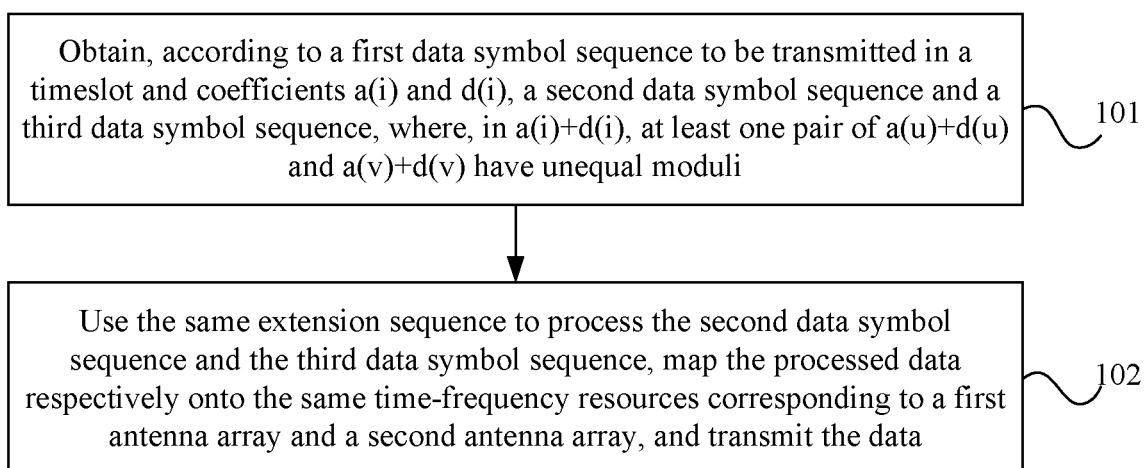 Obtain, according to a first data symbol sequence to be transmitted in a
timeslot and coefficients a(i) and d(i), a second data symbol sequence and a
third data symbol sequence, where, in a(i)+d(i), at least one pair of a(u)+d(u)
and a(v)+d(v) have unequal moduli
101
Use the same extension sequence to process the second data symbol
sequence and the third data symbol sequence, map the processed data
respectively onto the same time-frequency resources corresponding to a first
antenna array and a second antenna array, and transmit the data
102